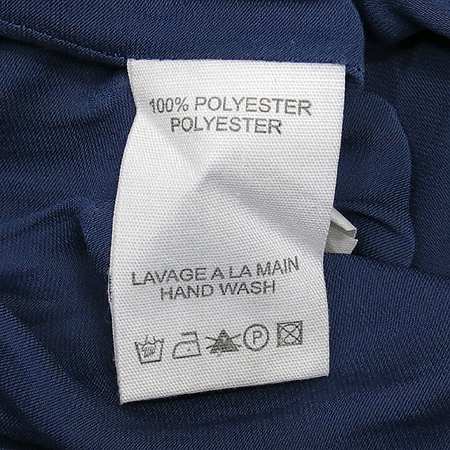 100% POLYESTER
POLYESTER
LAVAGE A LA MAIN
HAND WASH
P